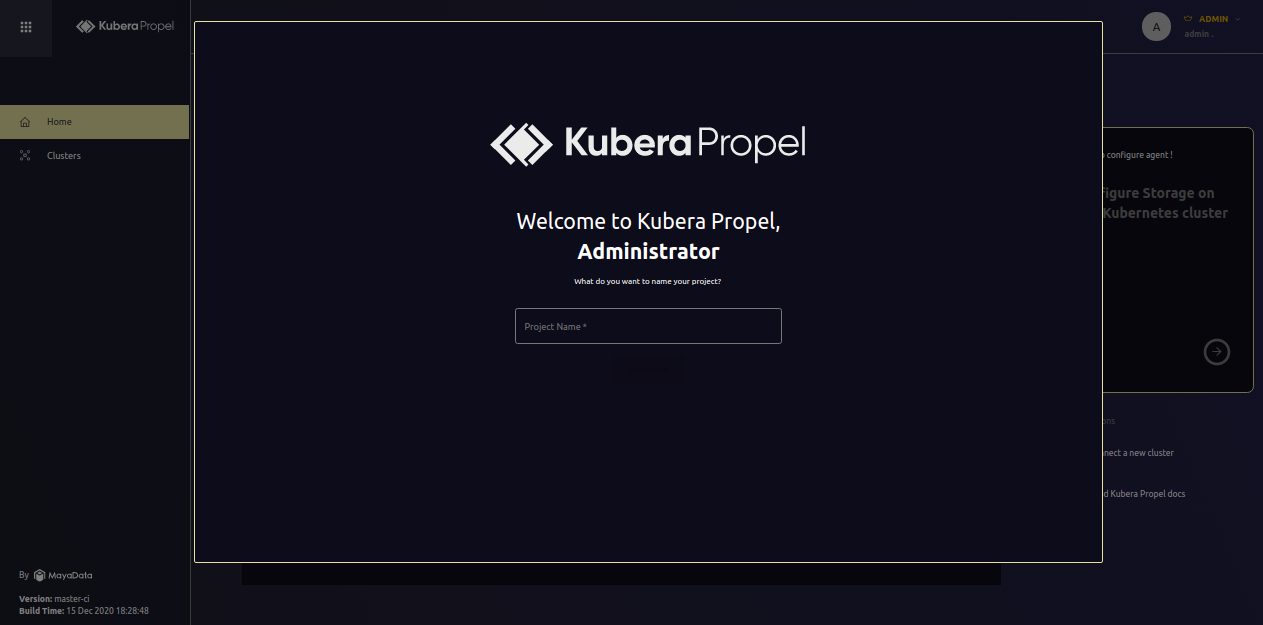 Kubera Propel
A
ADMIN
admin .
Home
Clusters
Kubera Propel
Welcome to Kubera Propel,
Administrator
What do you want to name your project?
Project Name *
configure agent !
figure Storage on
Kubernetes cluster
ons
nnect a new cluster
d Kubera Propel docs
By MayaData
Version: master-ci
Build Time: 15 Dec 2020 18:28:48